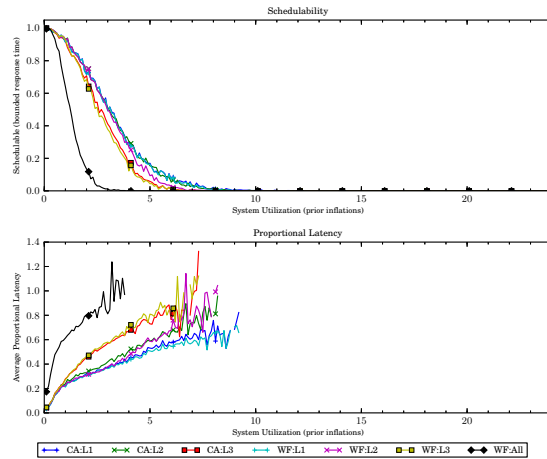 Schedulability
Schedulable (bounded response time)
1.0
0.8
0.6
0.4
0.2
0.0
0 5 10 15 20
System Utilization (prior inflations)
Proportional Latency
Average Proportional Latency
1.4
1.2
1.0
0.8
0.6
0.4
0.2
0.0
0 5 10 15 20
System Utilization (prior inflations)
CA:L1 CA:L2 CA:L3 WF:L1 WF:L2 WF:L3 WF:All